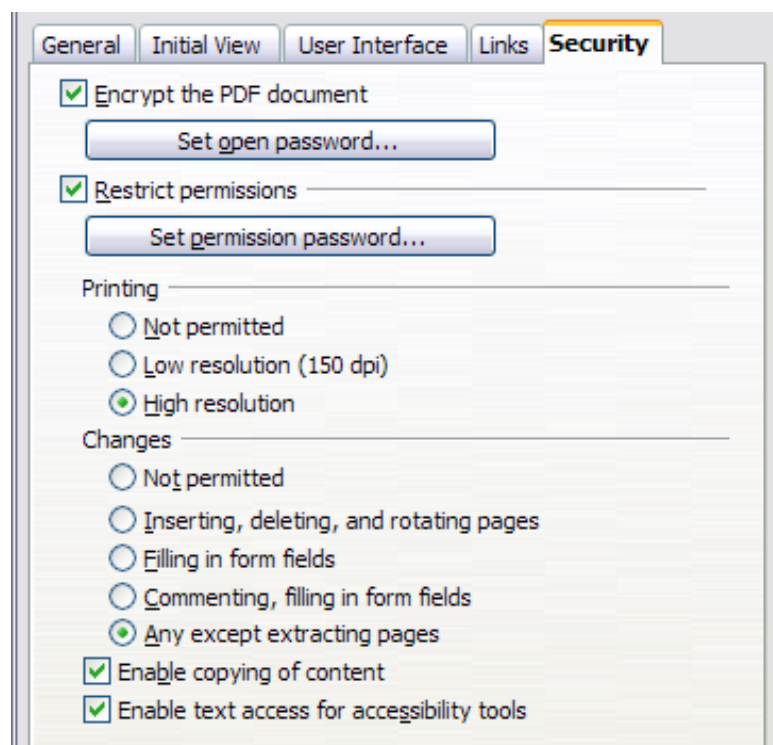 General Initial View User Interface Links Security
Encrypt the PDF document
Set open password...
Restrict permissions
Set permission password...
Printing
Not permitted
Low resolution (150 dpi)
High resolution
Changes
Not permitted
Inserting, deleting, and rotating pages
Filling in form fields
Commenting, filling in form fields
Any except extracting pages
Enable copying of content
Enable text access for accessibility tools